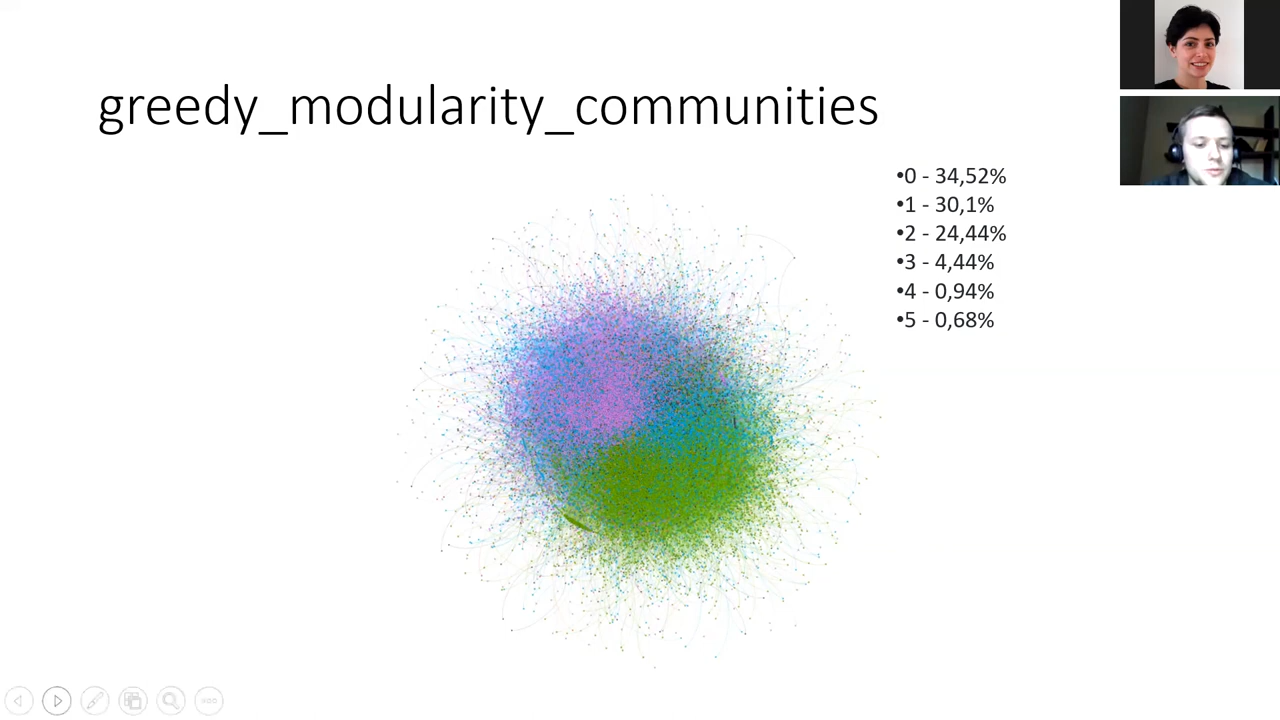 greedy_modularity_communities
•0 - 34,52%
•1 - 30,1%
•2 - 24,44%
•3 - 4,44%
•4 - 0,94%
•5 - 0,68%